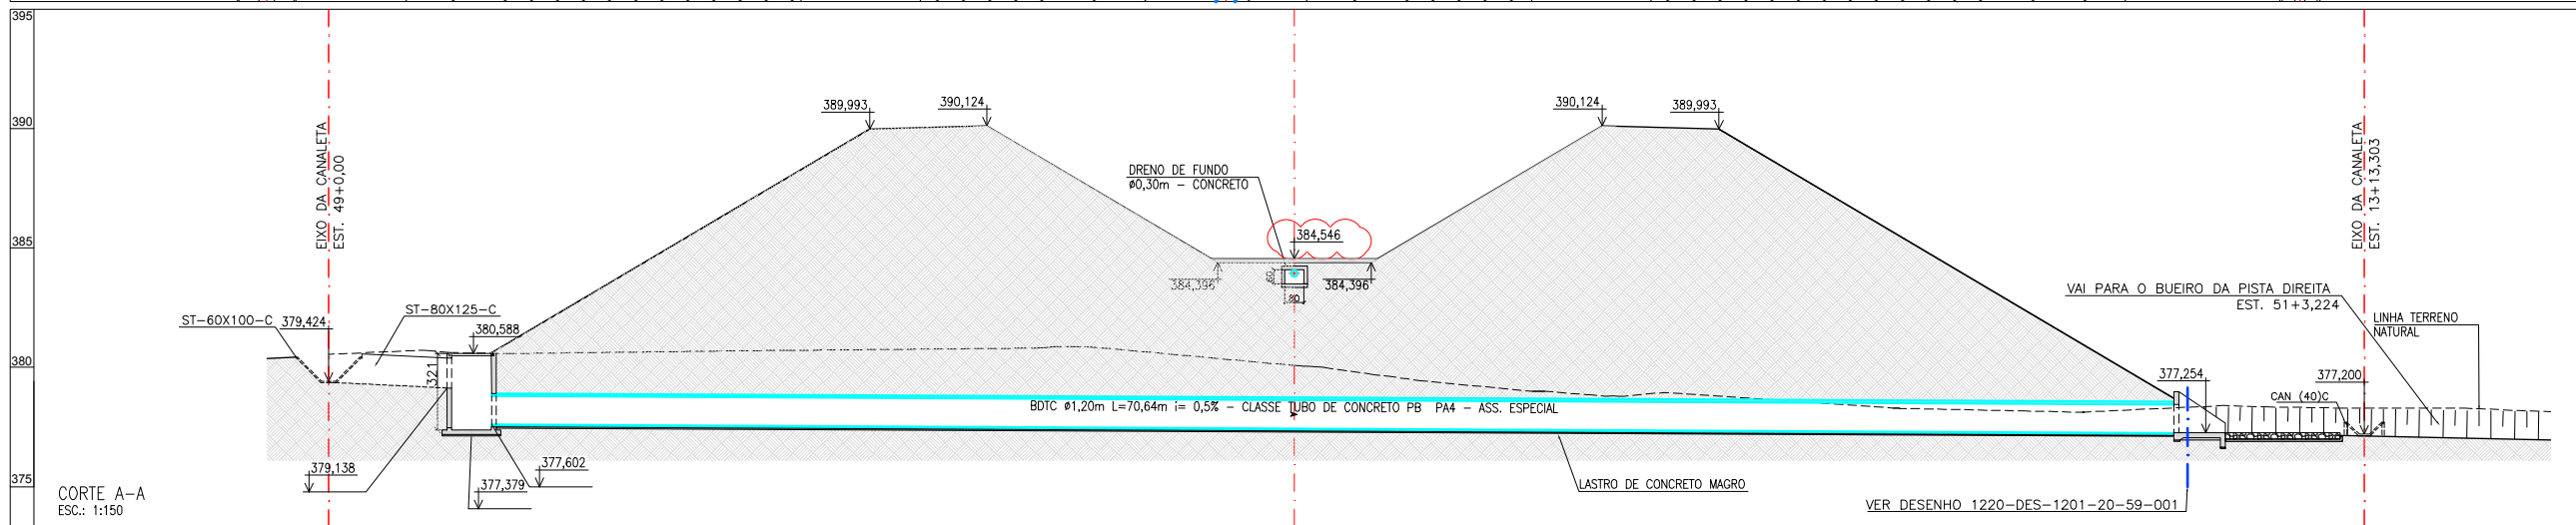 395
390
385
380
375
EIXO DA CANALETA
EST. 49+0,00
389,993
390,124
DRENO DE FUNDO
ø0,30m - CONCRETO
384,546
384,396
60
80
384,396
390,124
389,993
EIXO DA CANALETA
EST. 13+13,303
VAI PARA O BUEIRO DA PISTA DIREITA
EST. 51+3,224
LINHA TERRENO
NATURAL
ST-60X100-C
379,424
ST-80X125-C
380,588
321
377,254
377,200
CAN (40)C
BDTC ø1,20m L=70,64m i= 0,5% - CLASSE TUBO DE CONCRETO PB PA4 - ASS. ESPECIAL
379,138
377,602
377,379
LASTRO DE CONCRETO MAGRO
VER DESENHO 1220-DES-1201-20-59-001
CORTE A-A
ESC.: 1:150